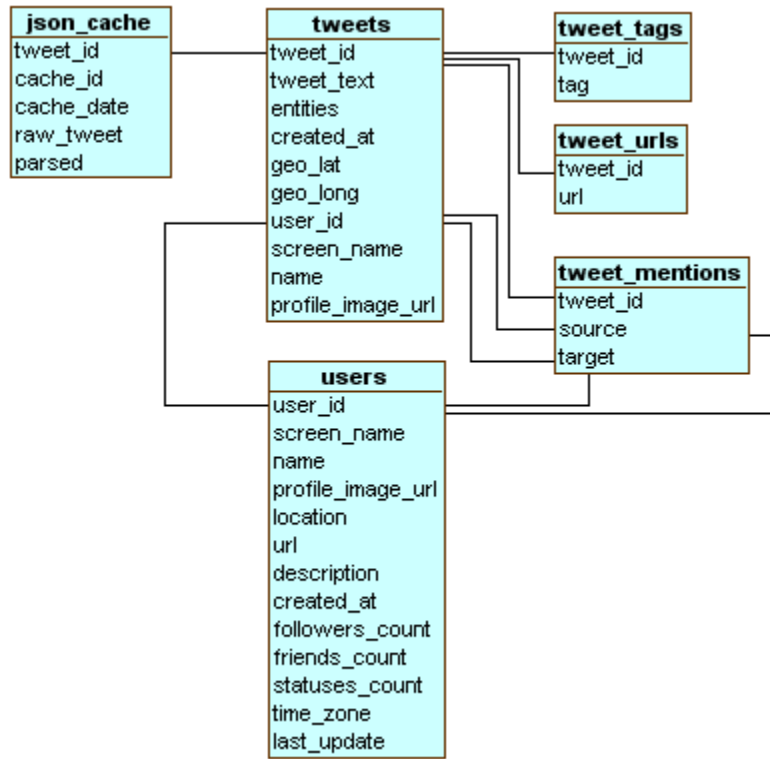 json_cache
tweet_id
cache_id
cache_date
raw_tweet
parsed
tweets
tweet_id
tweet_text
entities
created_at
geo_lat
geo_long
user_id
screen_name
name
profile_image_url
tweet_tags
tweet_id
tag
tweet_urls
tweet_id
url
tweet_mentions
tweet_id
source
target
users
user_id
screen_name
name
profile_image_url
location
url
description
created_at
followers_count
friends_count
statuses_count
time_zone
last_update